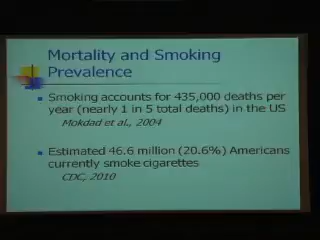 Mortality and Smoking
Prevalence
Smoking accounts for 435,000 deaths per
year (nearly 1 in 5 total deaths) in the US
Mokdad et al., 2004
Estimated 46.6 million (20.6%) Americans
currently smoke cigarettes
CDC, 2010